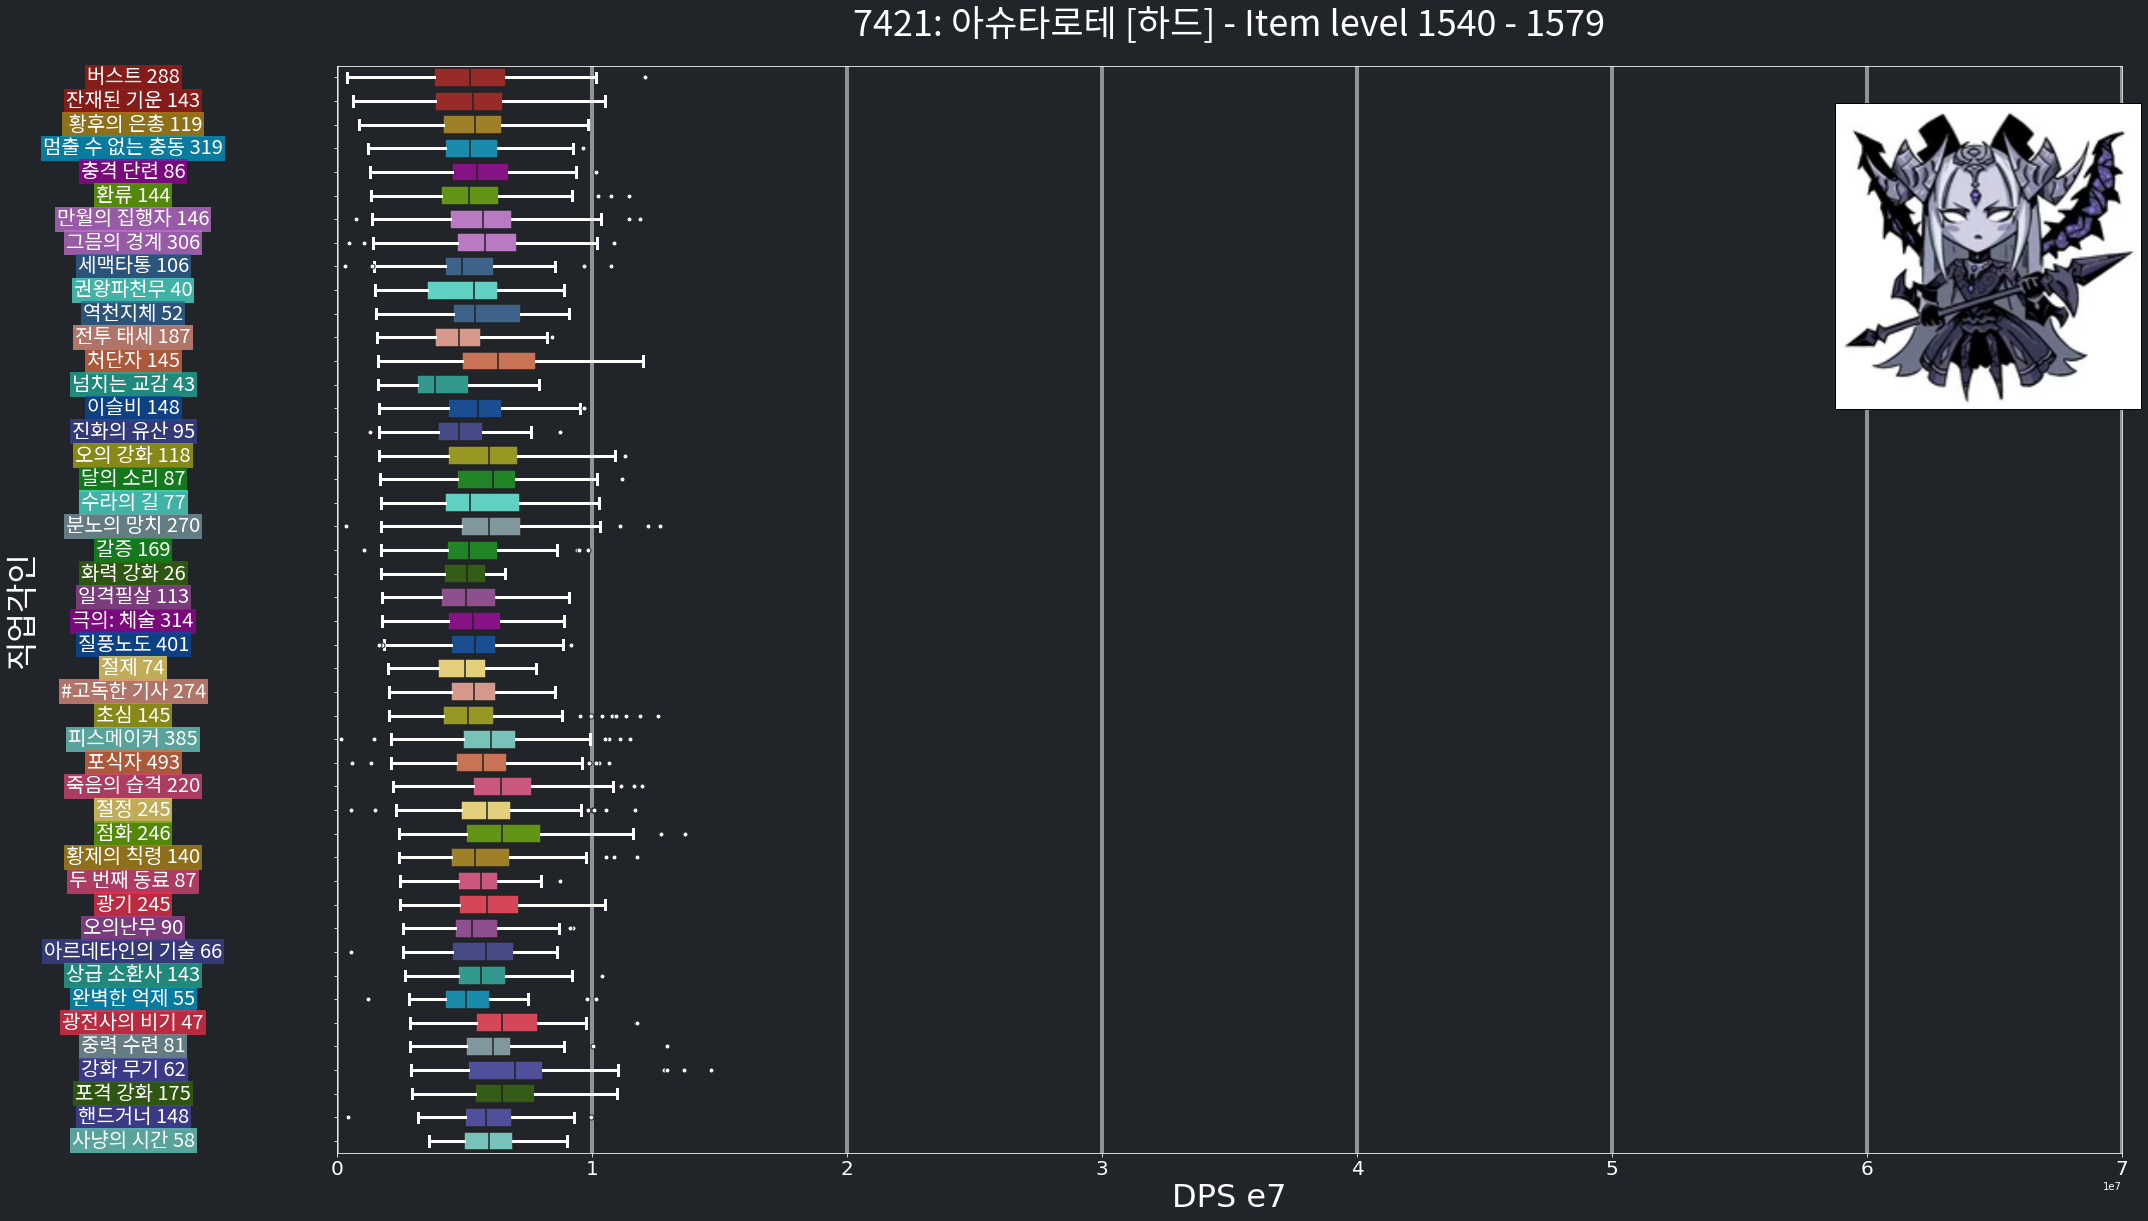 7421: 아슈타로테 [하드] - Item level 1540 - 1579
직업각인
버스트 288
잔재된 기운 143
황후의 은총 119
멈출 수 없는 충동 319
충격 단련 86
환류 144
만월의 집행자 146
그믐의 경계 306
세맥타통 106
권왕파천무 40
역천지체 52
전투 태세 187
처단자 145
넘치는 교감 43
이슬비 148
진화의 유산 95
오의 강화 118
달의 소리 87
수라의 길 77
분노의 망치 270
갈증 169
화력 강화 26
일격필살 113
극의: 체술 314
질풍노도 401
절제 74
#고독한 기사 274
초심 145
피스메이커 385
포식자 493
죽음의 습격 220
절정 245
점화 246
황제의 칙령 140
두 번째 동료 87
광기 245
오의난무 90
아르데타인의 기술 66
상급 소환사 143
완벽한 억제 55
광전사의 비기 47
중력 수련 81
강화 무기 62
포격 강화 175
핸드거너 148
사냥의 시간 58
0 1 2 3 4 5 6 7
1e7
DPS e7